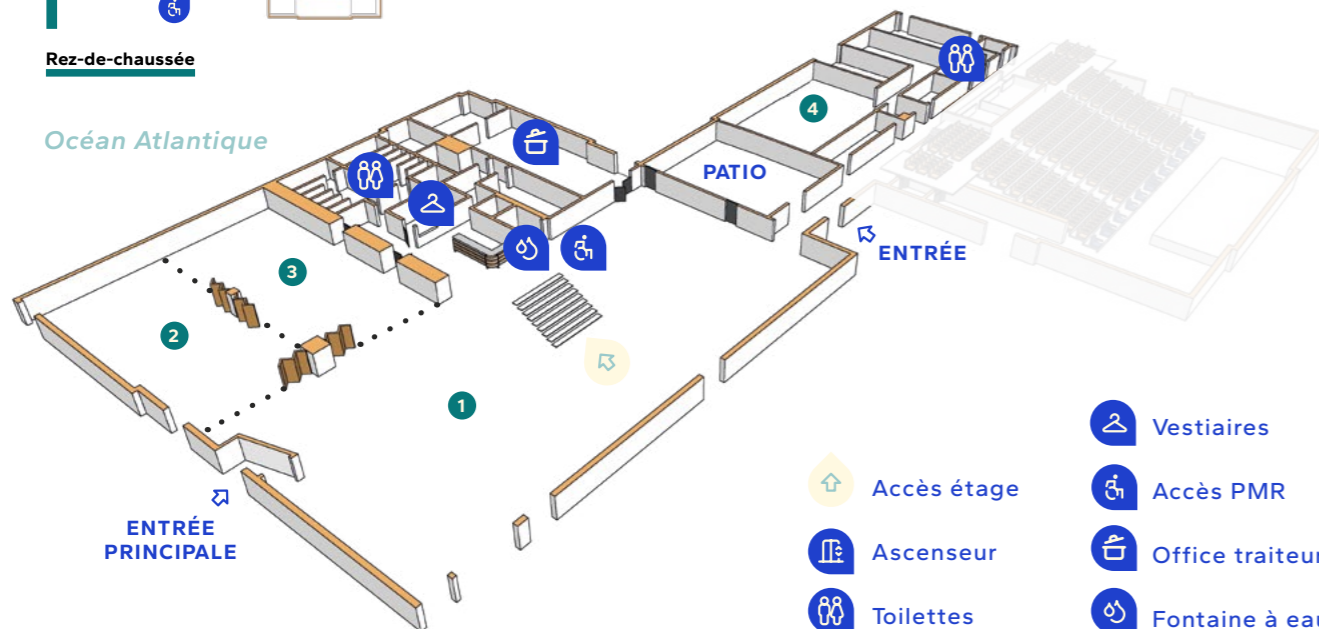 Rez-de-chaussée
Océan Atlantique
4
PATIO
ENTRÉE
3
2
1
ENTRÉE
PRINCIPALE
Accès étage
Ascenseur
Toilettes
Vestiaires
Accès PMR
Office traiteur
Fontaine à eau